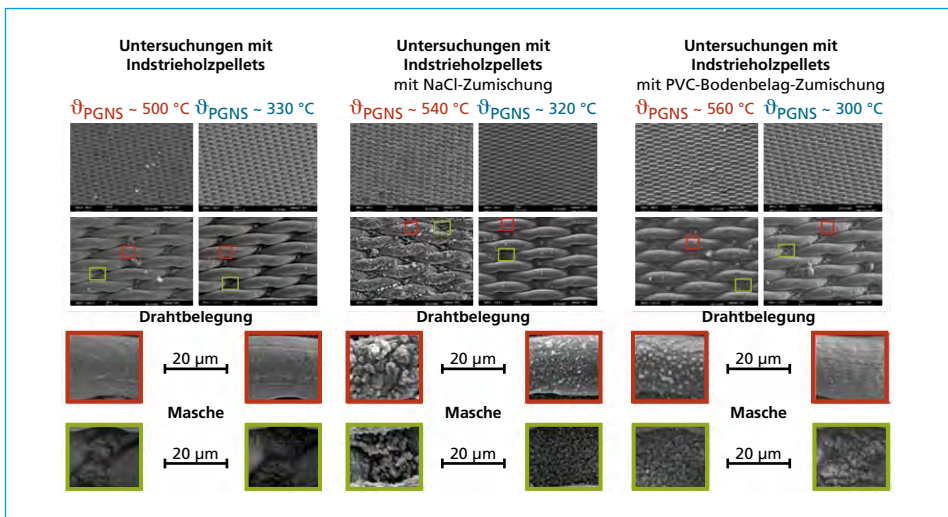 Untersuchungen mit
Indstrieholzpellets
Untersuchungen mit
Indstrieholzpellets
mit NaCl-Zumischung
Untersuchungen mit
Indstrieholzpellets
mit PVC-Bodenbelag-Zumischung
ϑPGNS ~ 500 °C ϑPGNS ~ 330 °C
ϑPGNS ~ 540 °C ϑPGNS ~ 320 °C
ϑPGNS ~ 560 °C ϑPGNS ~ 300 °C
Drahtbelegung Drahtbelegung Drahtbelegung
20 µm 20 µm 20 µm
Masche Masche Masche
20 µm 20 µm 20 µm